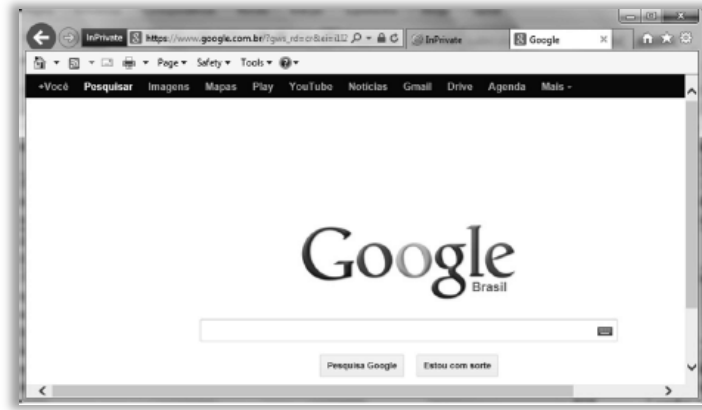 InPrivate https://www.google.com.br/ InPrivate Google
Page Safety Tools
+Você Pesquisar Imagens Mapas Play YouTube Notícias Gmail Drive Agenda Mais
Google
Brasil
Pesquisa Google Estou com sorte